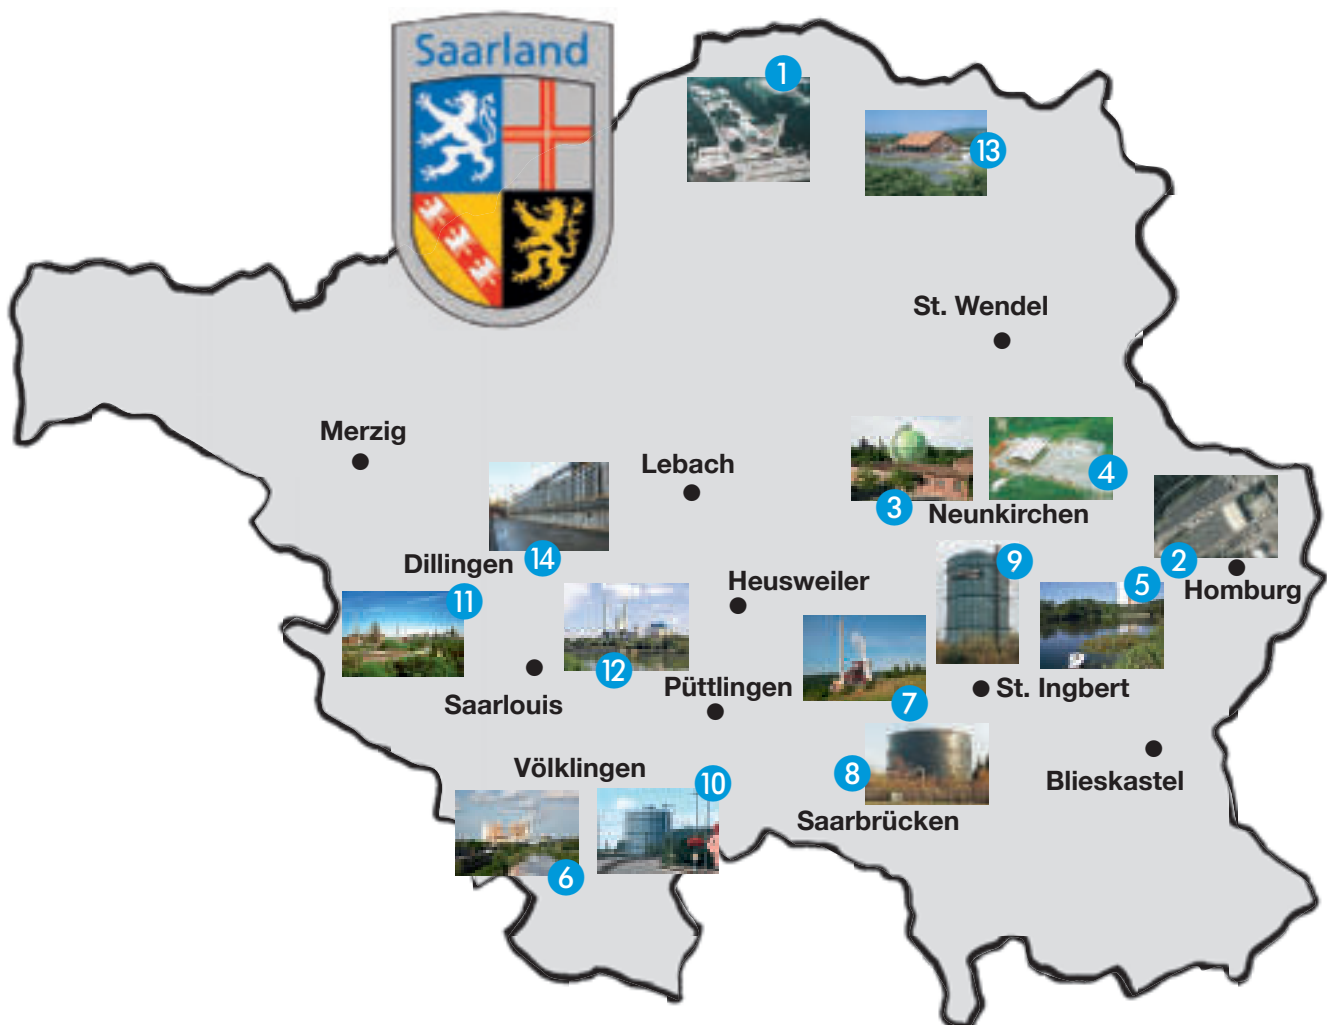 Saarland
1
13
St. Wendel
Merzig
Lebach
3
4
Neunkirchen
2
Homburg
Dillingen
14
9
5
11
Heusweiler
12
Saarlouis
Püttlingen
7
St. Ingbert
Völklingen
10
8
Blieskastel
Saarbrücken
6